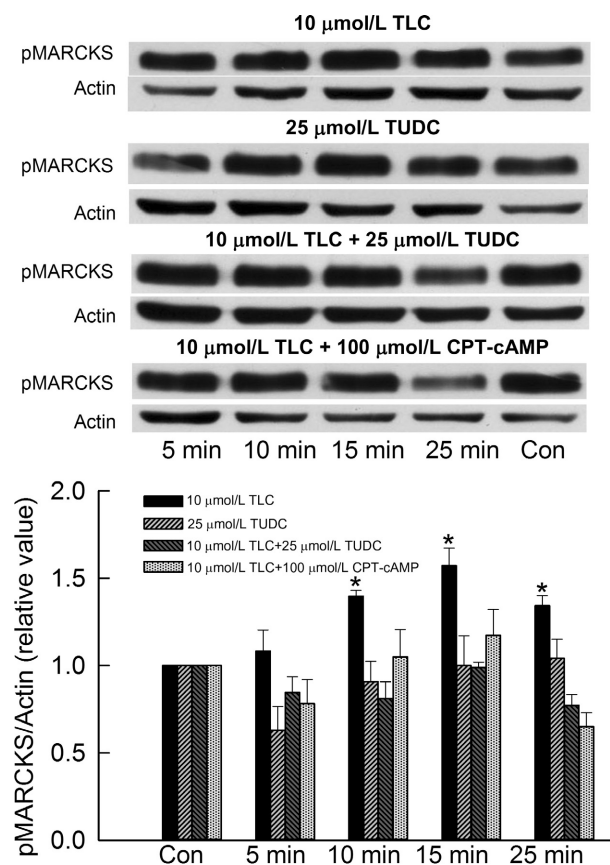 10 μmol/L TLC
pMARCKS
Actin
25 μmol/L TUDC
pMARCKS
Actin
10 μmol/L TLC + 25 μmol/L TUDC
pMARCKS
Actin
10 μmol/L TLC + 100 μmol/L CPT-cAMP
pMARCKS
Actin
5 min 10 min 15 min 25 min Con
pMARCKS/Actin (relative value)
2.0
1.5
1.0
0.5
0.0
10 μmol/L TLC
25 μmol/L TUDC
10 μmol/L TLC+25 μmol/L TUDC
10 μmol/L TLC+100 μmol/L CPT-cAMP
* * *
Con 5 min 10 min 15 min 25 min